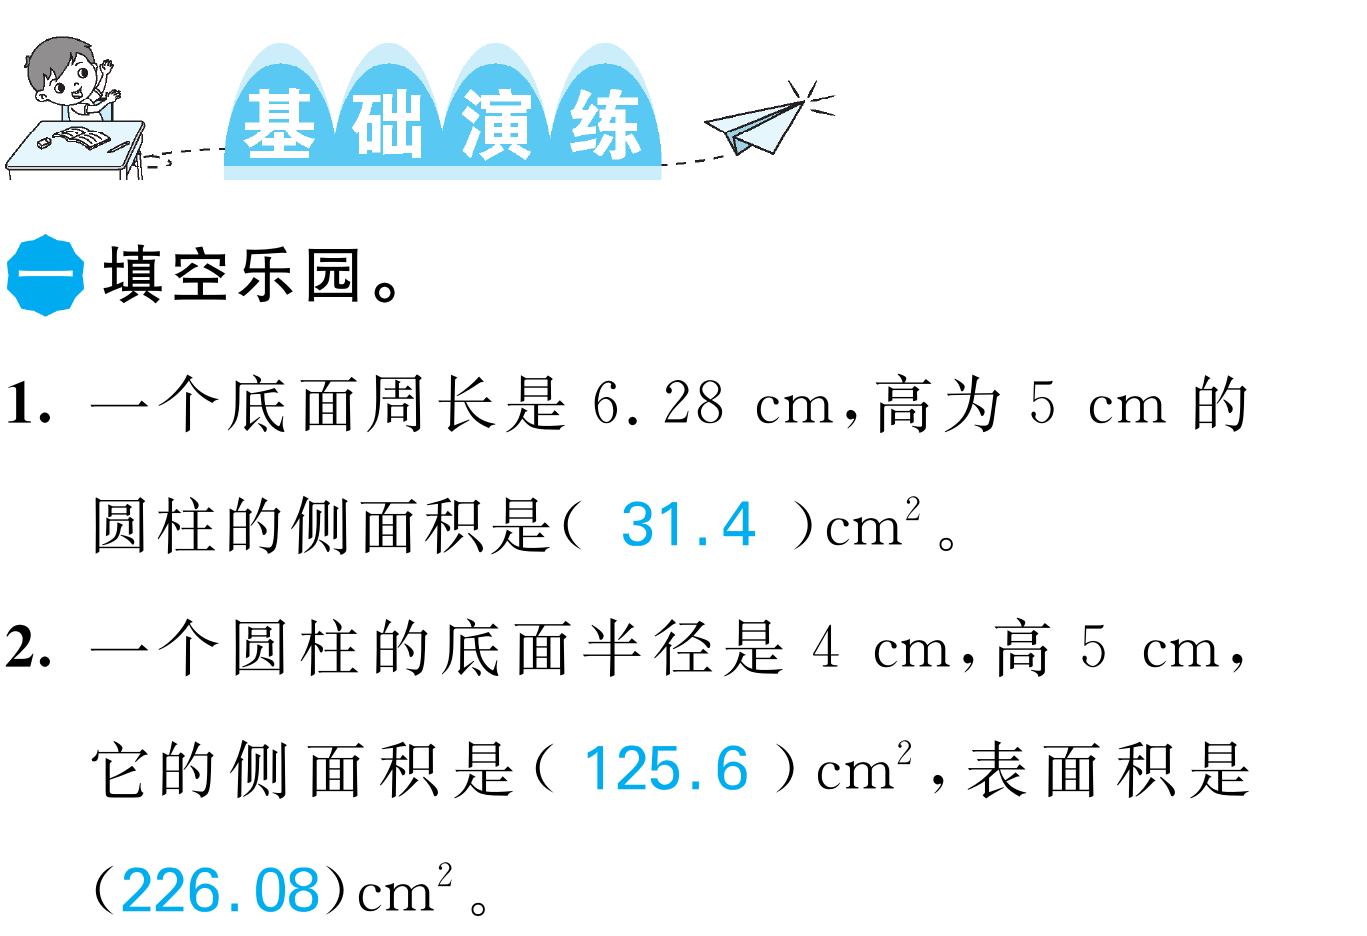 基础演练
一 填空乐园。
1. 一个底面周长是 6.28 cm,高为 5 cm 的
圆柱的侧面积是( 31.4 )cm²。
2. 一个圆柱的底面半径是 4 cm,高 5 cm,
它的侧面积是( 125.6 )cm²,表面积是
(226.08)cm²。